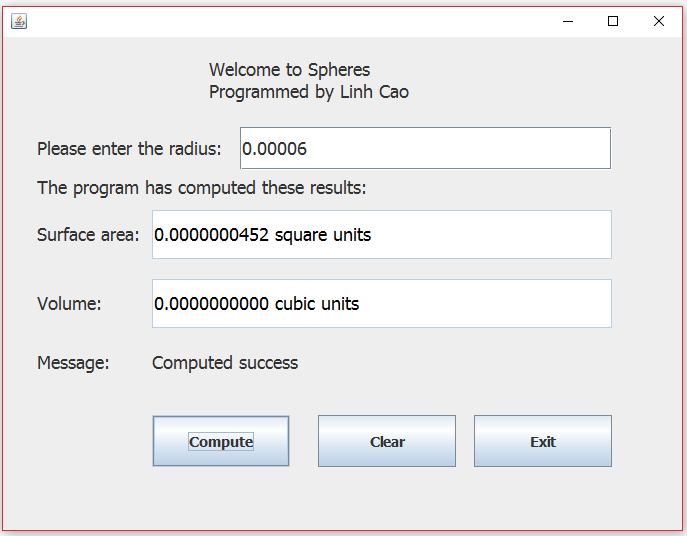 Welcome to Spheres
Programmed by Linh Cao
Please enter the radius: 0.00006
The program has computed these results:
Surface area: 0.0000000452 square units
Volume: 0.0000000000 cubic units
Message: Computed success
Compute Clear Exit